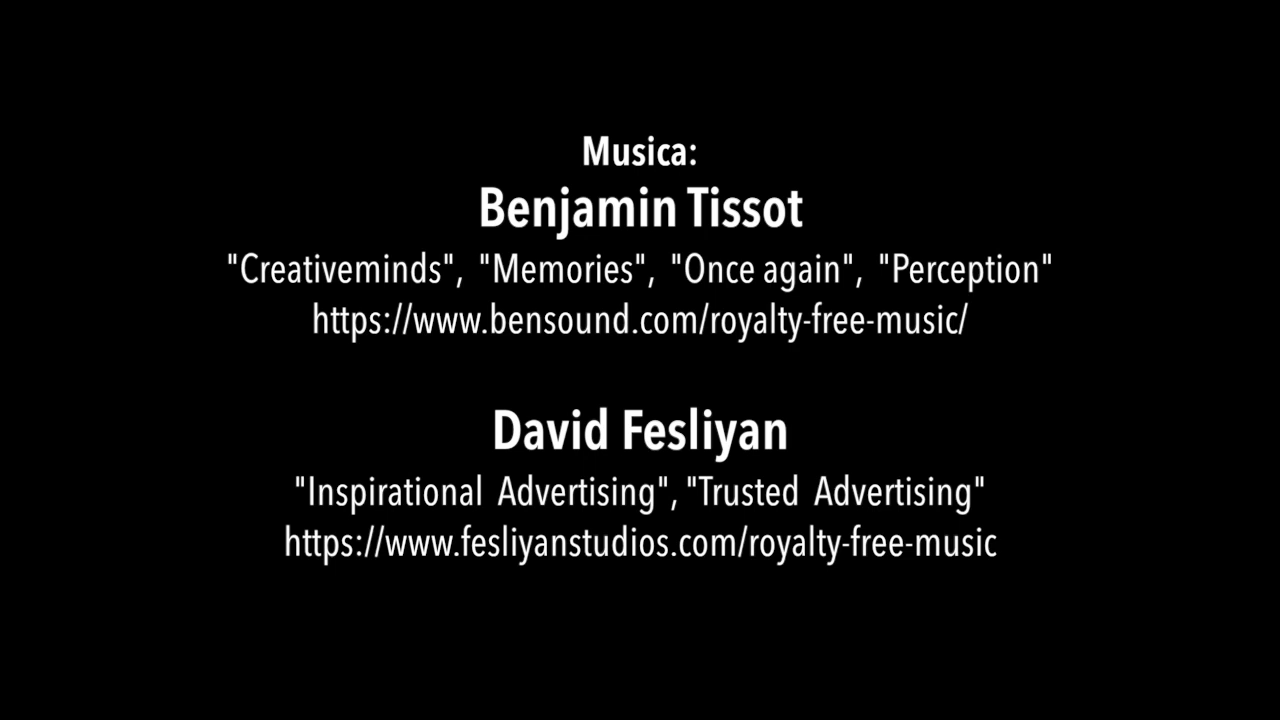 Musica:
Benjamin Tissot
"Creativeminds", "Memories", "Once again", "Perception"
https://www.bensound.com/royalty-free-music/
David Fesliyan
"Inspirational Advertising", "Trusted Advertising"
https://www.fesliyanstudios.com/royalty-free-music